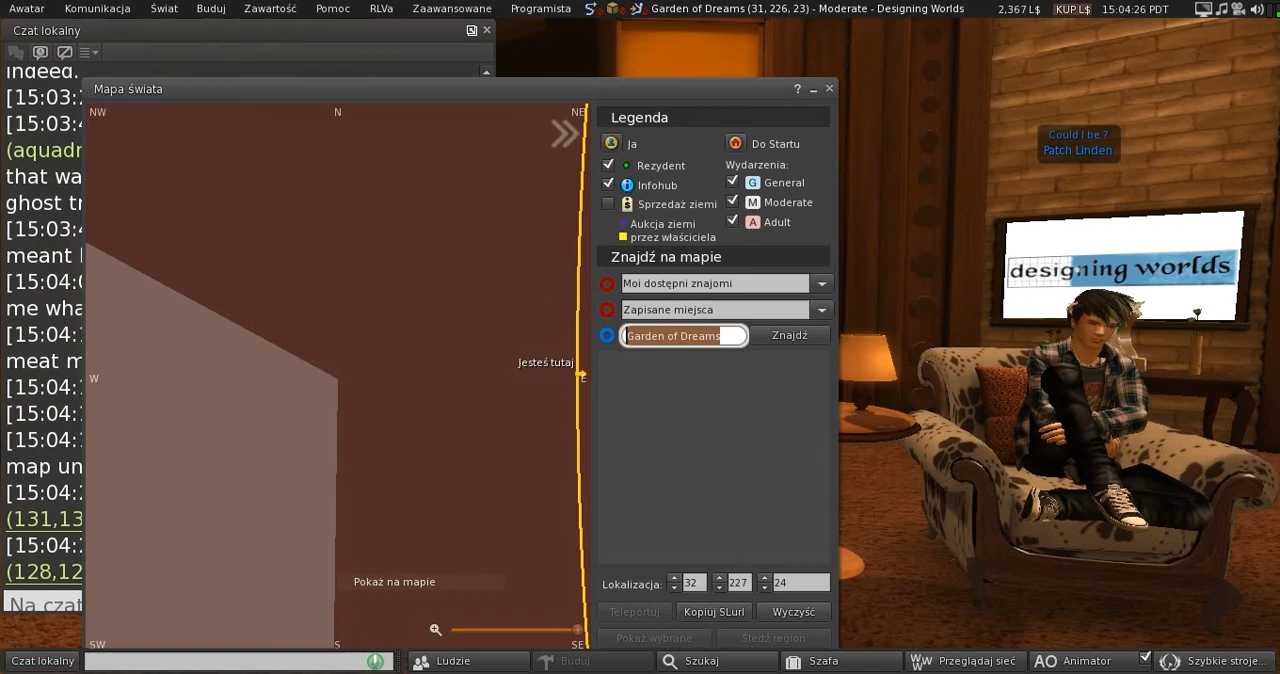 Awatar Komunikacja Świat Buduj Zawartość Pomoc RLVa Zaawansowane Programista Garden of Dreams (31, 226, 23) - Moderate - Designing Worlds 2,367 L$ KUP L$ 15:04:26 PDT
Czat lokalny
indeed.
[15:03:
[15:03:4
(aquadr
that wa
ghost tr
[15:03:4
meant
[15:04:0
me wha
[15:04:
meat m
[15:04:
[15:04:
[15:04:
map un
[15:04:
(131,13
[15:04:
(128,12
Na czat
Mapa świata
NW N NE
W E
SW S SE
Jesteś tutaj
Pokaż na mapie
Legenda
Ja Do Startu
Rezydent Wydarzenia:
Infohub G General
Sprzedaż ziemi M Moderate
Aukcja ziemi A Adult
przez właściciela
Znajdź na mapie
Moi dostępni znajomi
Zapisane miejsca
Garden of Dreams Znajdź
Lokalizacja: 32 227 24
Teleportuj Kopiuj SLurl Wyczyść
Pokaż wybrane Śledź region
Could I be ?
Patch Linden
designing worlds
Czat lokalny Ludzie Buduj Szukaj Szafa Przeglądaj sieć AO Animator Szybkie stroje...